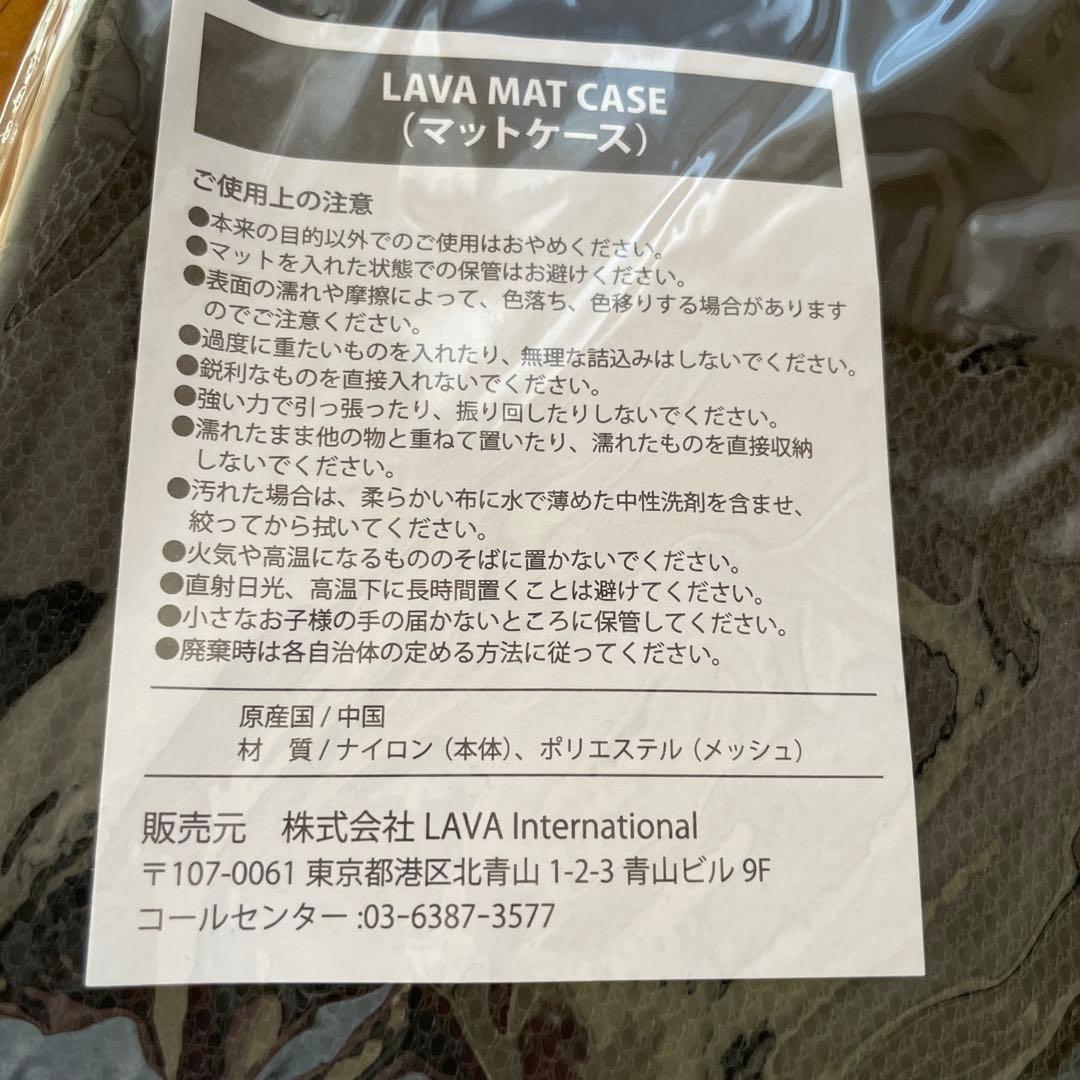 LAVA MAT CASE
（マットケース）
ご使用上の注意
●本来の目的以外でのご使用はおやめください。
●マットを入れた状態での保管はお避けください。
●表面の濡れや摩擦によって、色落ち、色移りする場合があります
のでご注意ください。
●過度に重たいものを入れたり、無理な詰込みはしないでください。
●鋭利なものを直接入れないでください。
●強い力で引っ張ったり、振り回したりしないでください。
●濡れたまま他の物と重ねて置いたり、濡れたものを直接収納
しないでください。
●汚れた場合は、柔らかい布に水で薄めた中性洗剤を含ませ、
絞ってから拭いてください。
●火気や高温になるもののそばに置かないでください。
●直射日光、高温下に長時間置くことは避けてください。
●小さなお子様の手の届かないところに保管してください。
●廃棄時は各自治体の定める方法に従ってください。
原産国 / 中国
材　質 / ナイロン（本体）、ポリエステル（メッシュ）
販売元　株式会社 LAVA International
〒107-0061 東京都港区北青山 1-2-3 青山ビル 9F
コールセンター :03-6387-3577